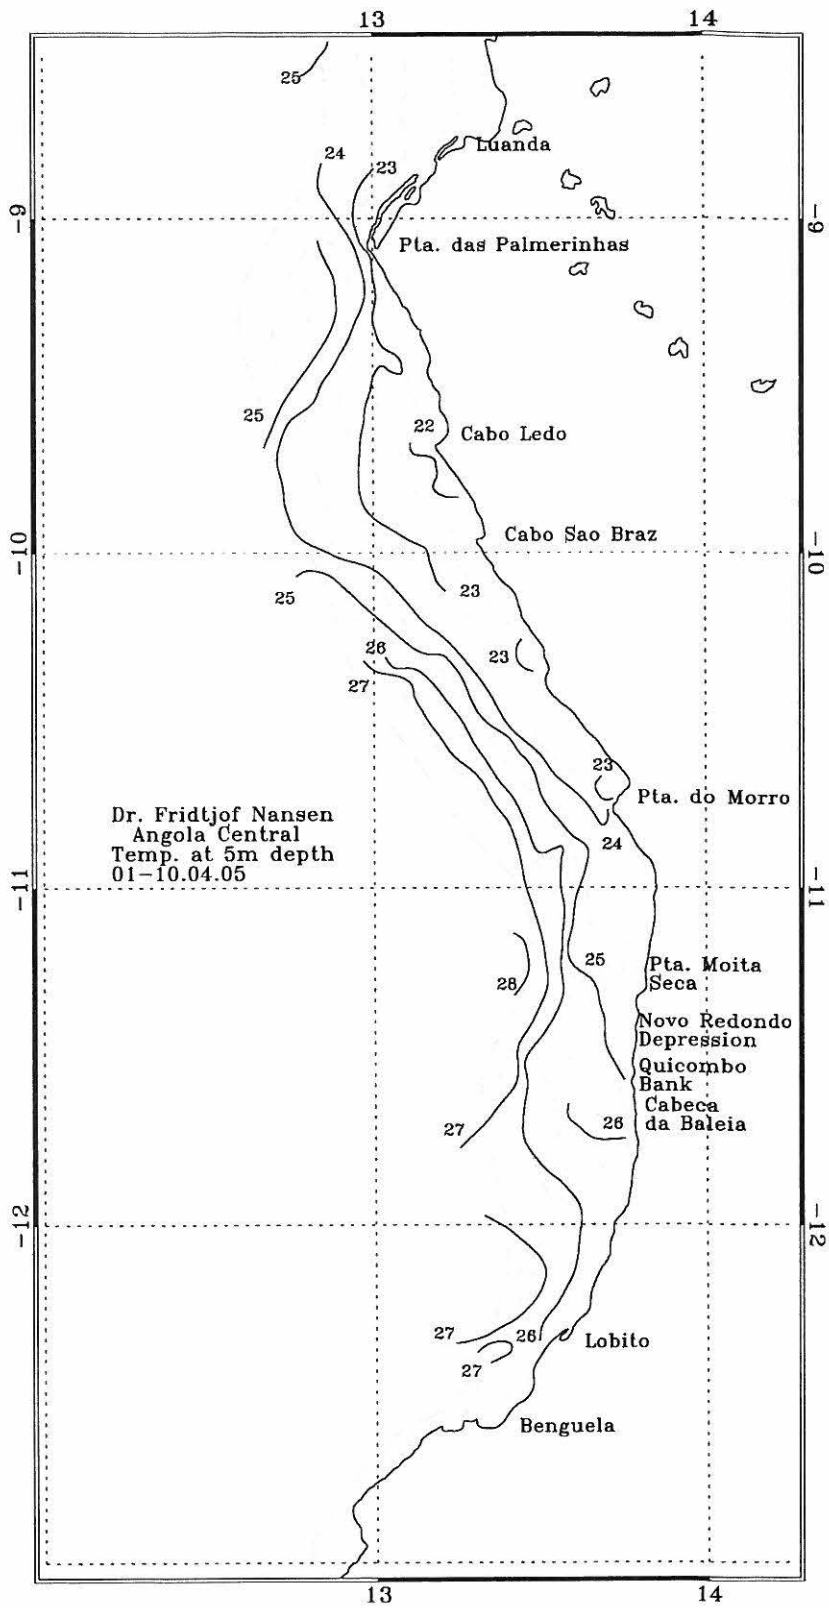 13 14
25
Luanda
24
23
-9 -9
Pta. das Palmerinhas
25
22
Cabo Ledo
Cabo Sao Braz
-10 -10
25
23
26
23
27
23
Pta. do Morro
Dr. Fridtjof Nansen
Angola Central
Temp. at 5m depth
01-10.04.05
24
-11 -11
25
Pta. Moita
Seca
28
Novo Redondo
Depression
Quicombo
Bank
Cabeca
da Baleia
26
27
-12 -12
27
26
Lobito
27
Benguela
13 14